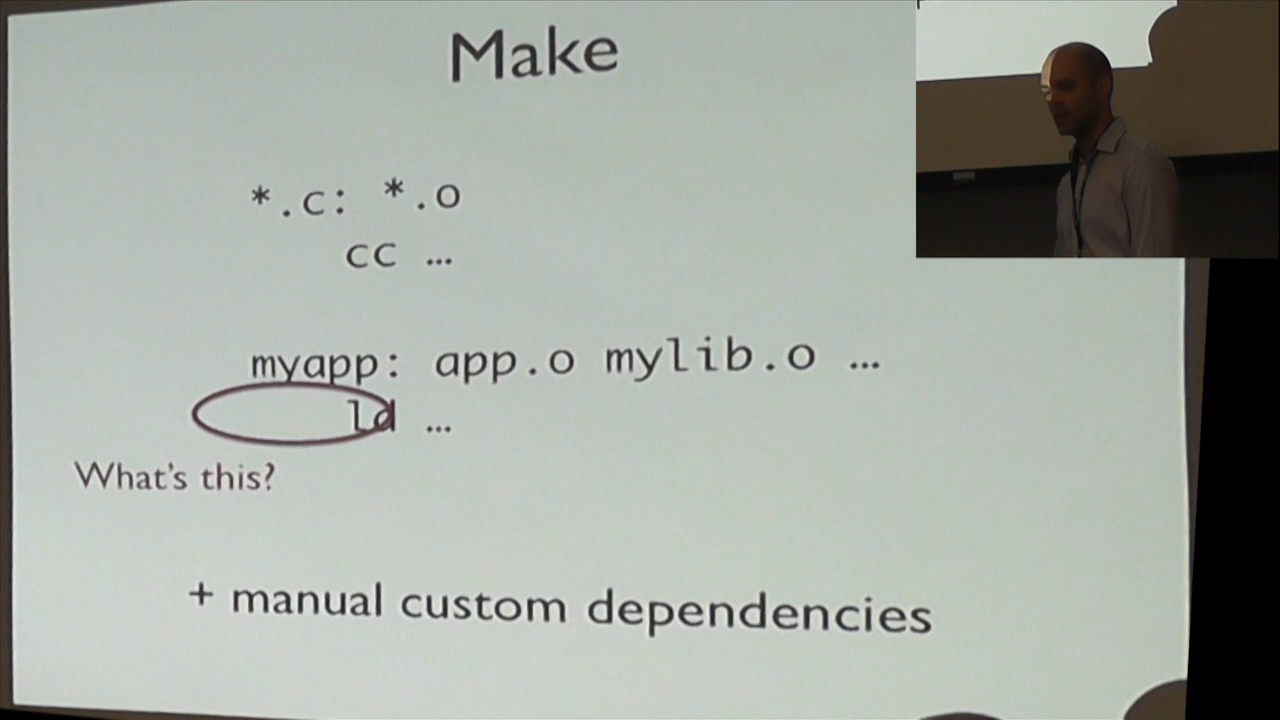 Make
*.c: *.o
cc ...
myapp: app.o mylib.o ...
ld ...
What's this?
+ manual custom dependencies